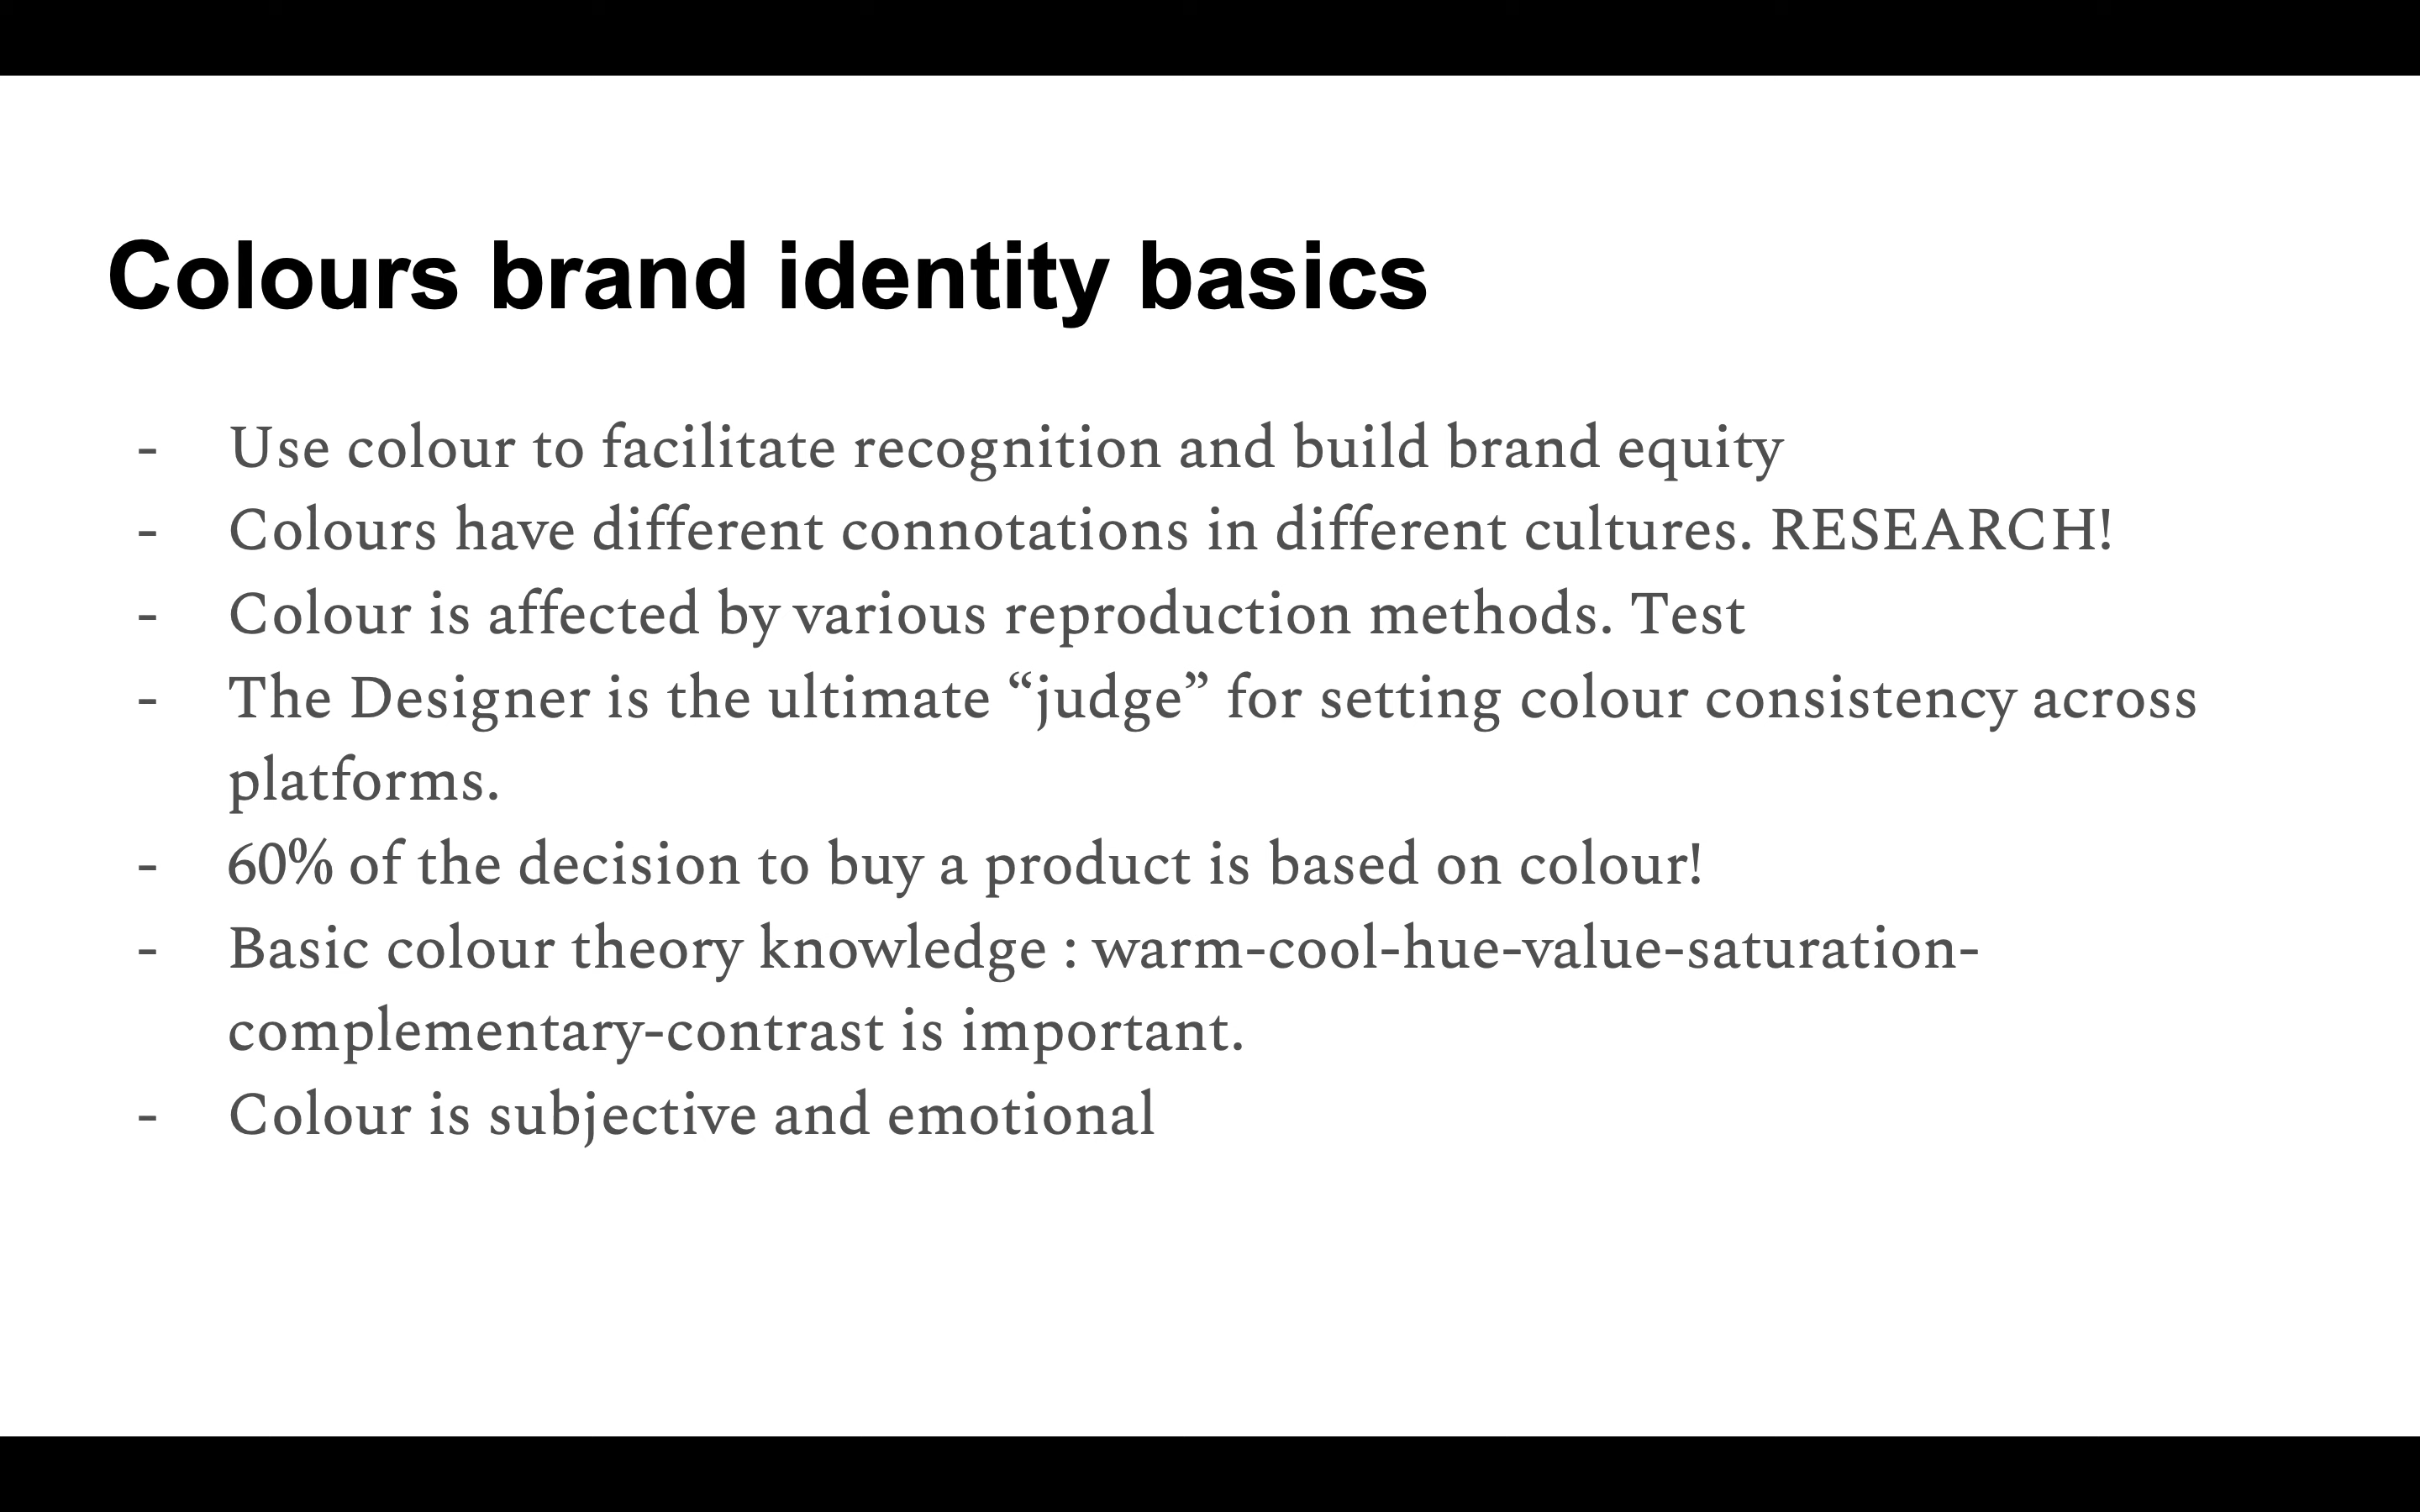 Colours brand identity basics
- Use colour to facilitate recognition and build brand equity
- Colours have different connotations in different cultures. RESEARCH!
- Colour is affected by various reproduction methods. Test
- The Designer is the ultimate “judge” for setting colour consistency across
platforms.
- 60% of the decision to buy a product is based on colour!
- Basic colour theory knowledge : warm-cool-hue-value-saturation-
complementary-contrast is important.
- Colour is subjective and emotional